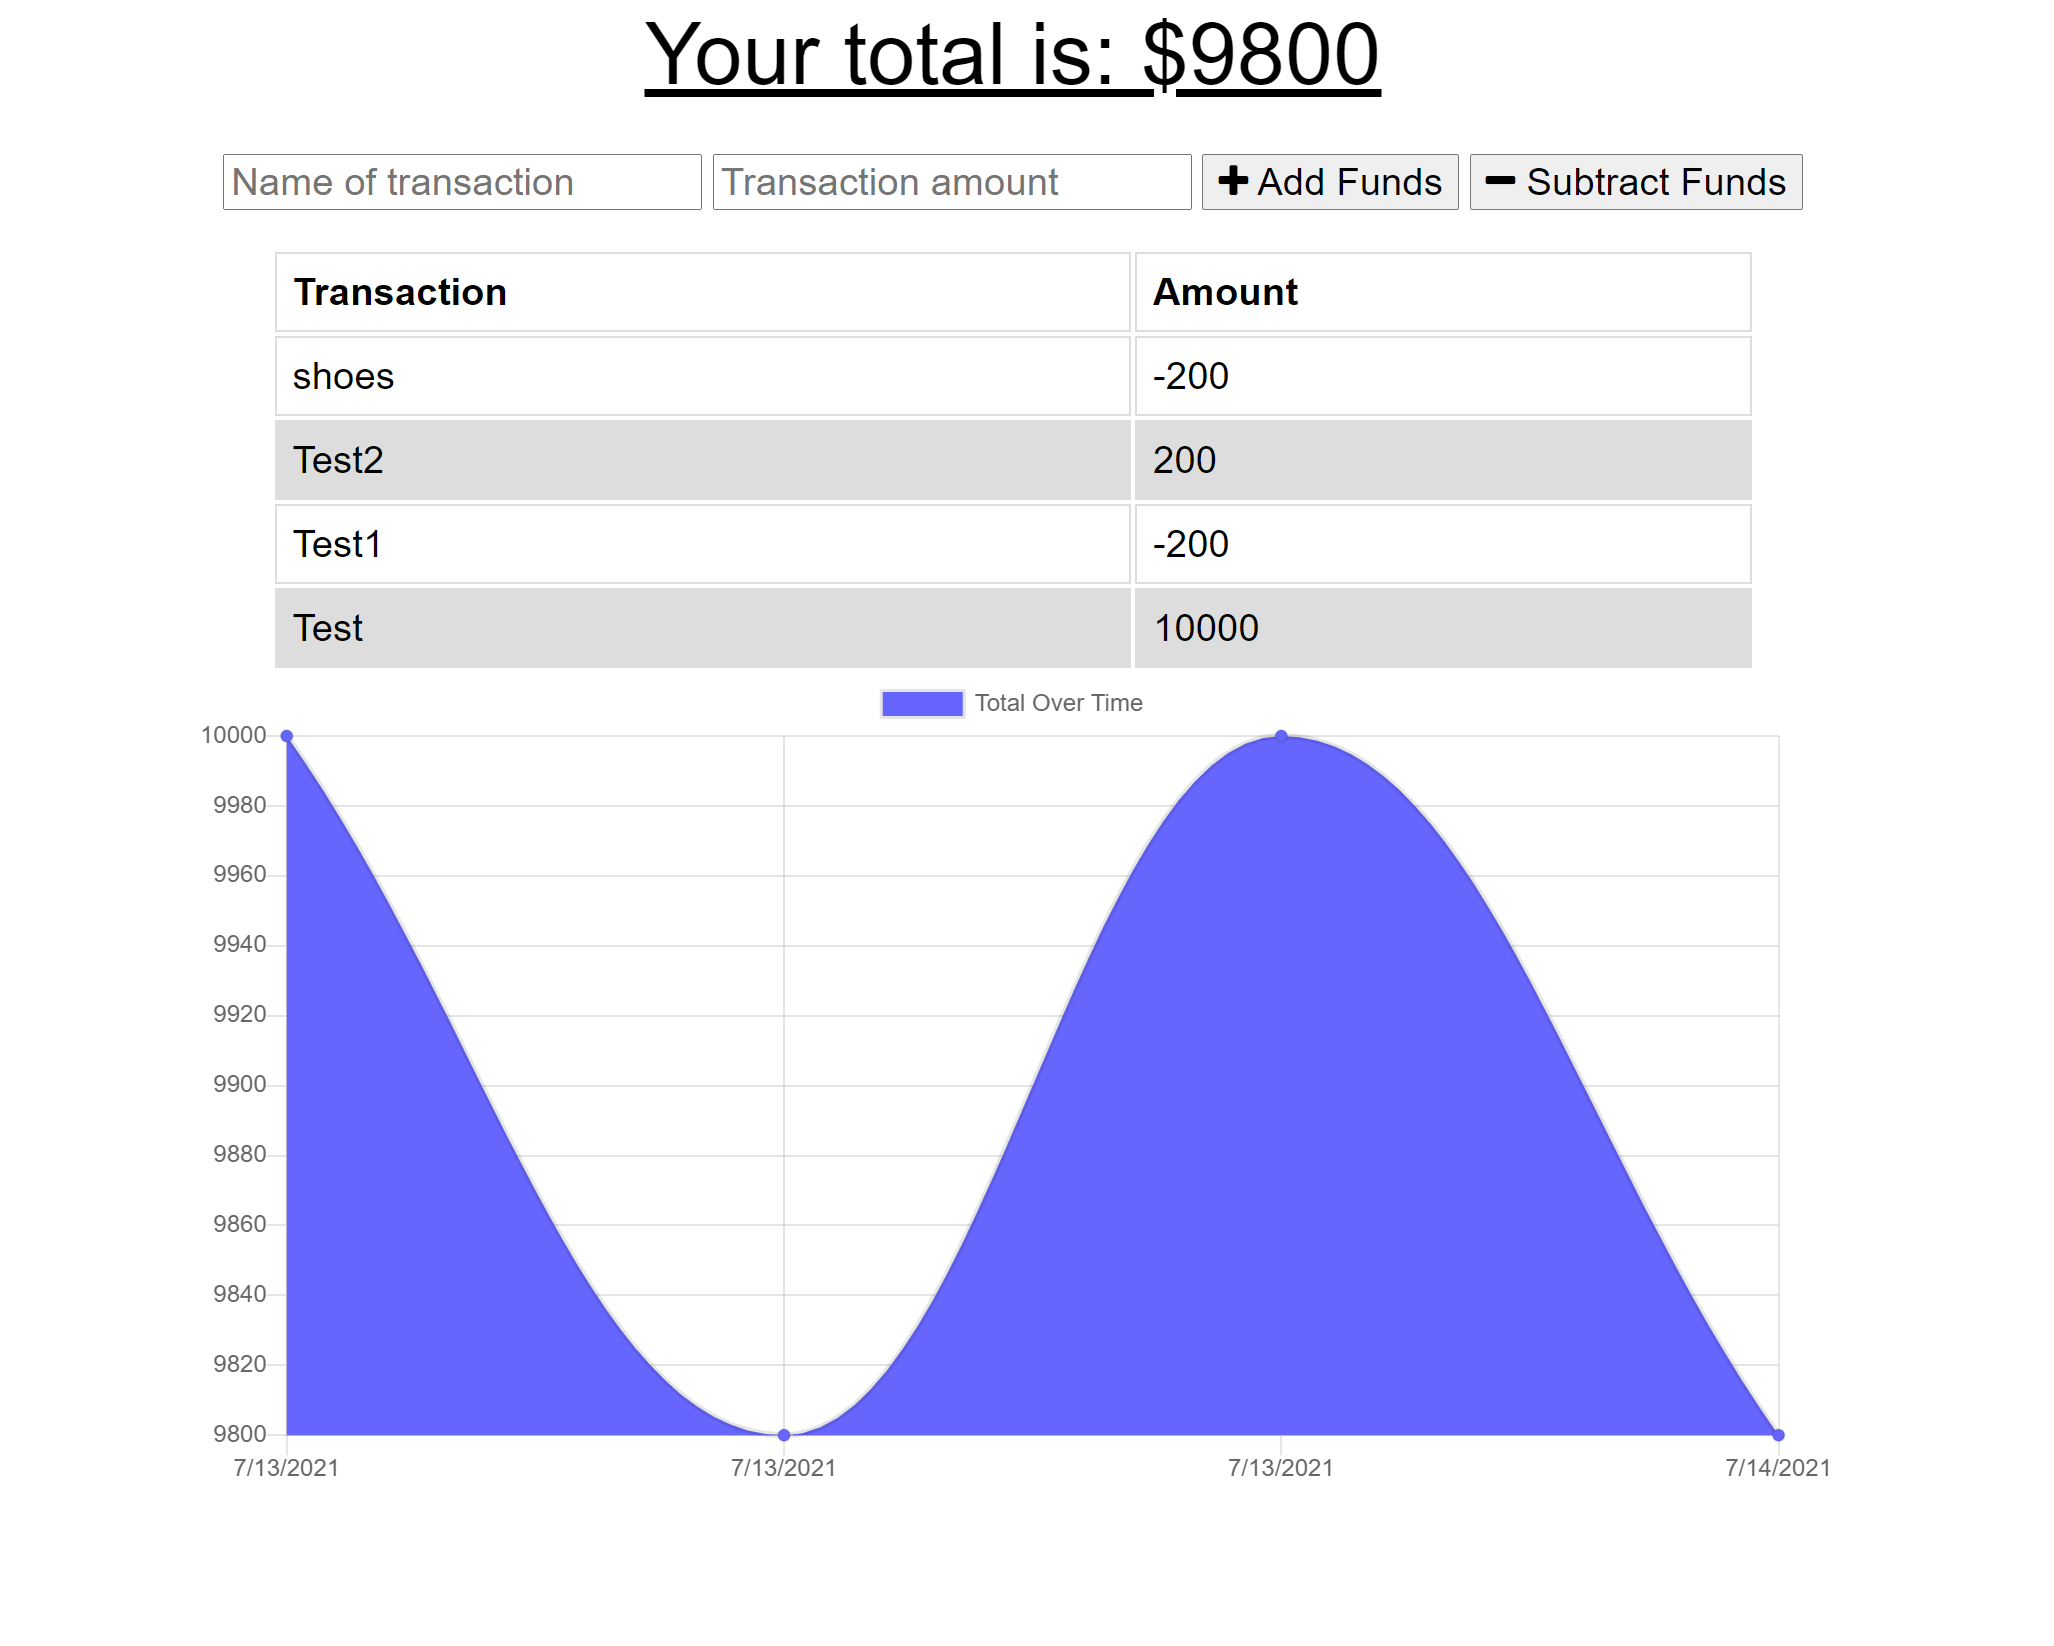 Your total is: $9800
Name of transaction Transaction amount Add Funds Subtract Funds
Transaction Amount
shoes -200
Test2 200
Test1 -200
Test 10000
Total Over Time
10000
9980
9960
9940
9920
9900
9880
9860
9840
9820
9800
7/13/2021 7/13/2021 7/13/2021 7/14/2021